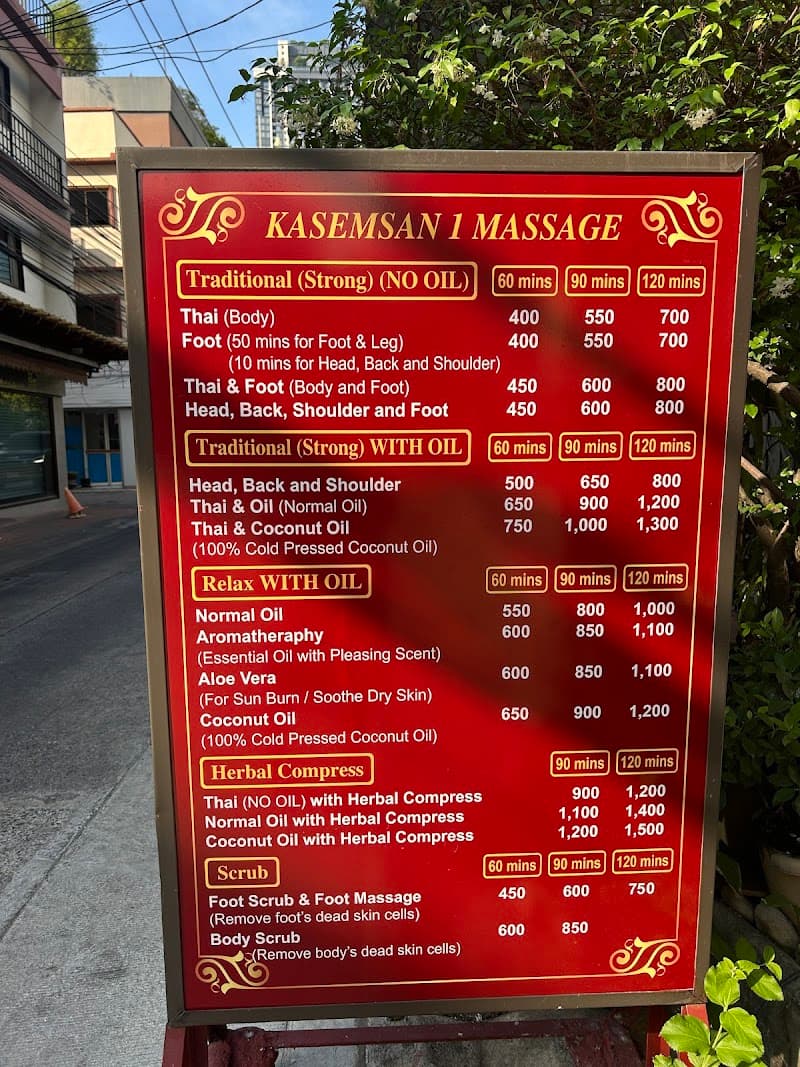 KASEMSAN 1 MASSAGE
Traditional (Strong) (NO OIL) 60 mins 90 mins 120 mins
Thai (Body) 400 550 700
Foot (50 mins for Foot & Leg) 400 550 700
(10 mins for Head, Back and Shoulder)
Thai & Foot (Body and Foot) 450 600 800
Head, Back, Shoulder and Foot 450 600 800
Traditional (Strong) WITH OIL 60 mins 90 mins 120 mins
Head, Back and Shoulder 500 650 800
Thai & Oil (Normal Oil) 650 900 1,200
Thai & Coconut Oil 750 1,000 1,300
(100% Cold Pressed Coconut Oil)
Relax WITH OIL 60 mins 90 mins 120 mins
Normal Oil 550 800 1,000
Aromatheraphy 600 850 1,100
(Essential Oil with Pleasing Scent)
Aloe Vera 600 850 1,100
(For Sun Burn / Soothe Dry Skin)
Coconut Oil 650 900 1,200
(100% Cold Pressed Coconut Oil)
Herbal Compress 90 mins 120 mins
Thai (NO OIL) with Herbal Compress 900 1,200
Normal Oil with Herbal Compress 1,100 1,400
Coconut Oil with Herbal Compress 1,200 1,500
Scrub 60 mins 90 mins 120 mins
Foot Scrub & Foot Massage 450 600 750
(Remove foot's dead skin cells)
Body Scrub 600 850
(Remove body's dead skin cells)